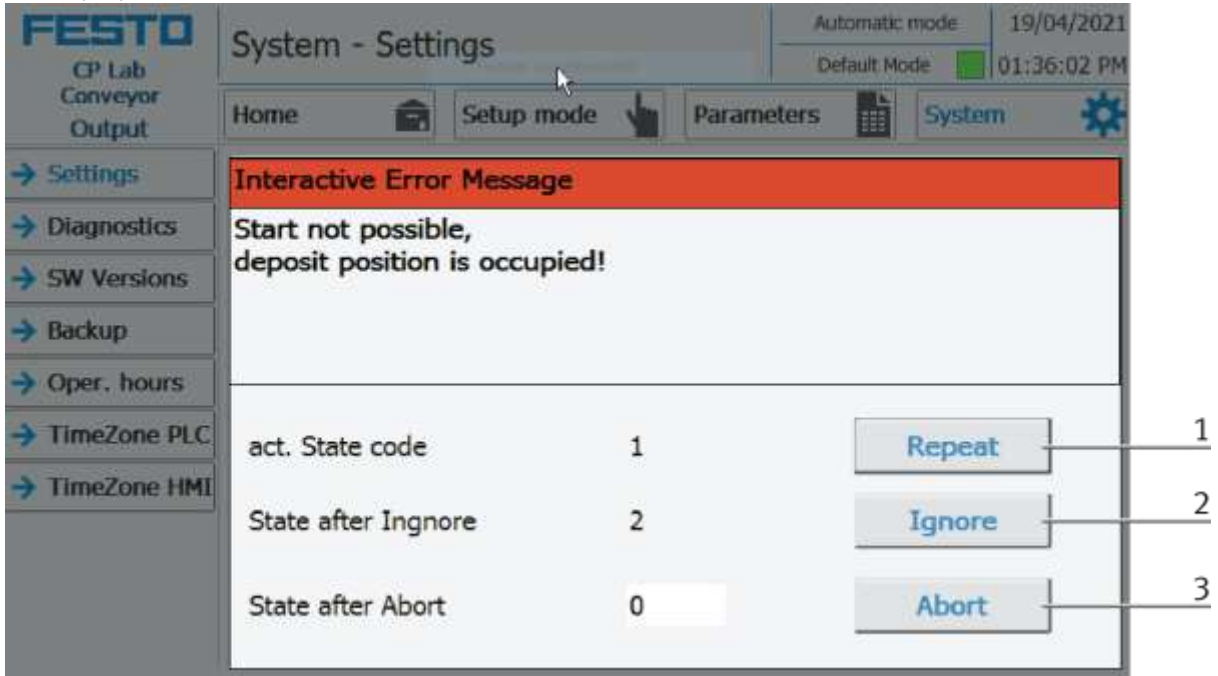 FESTO
CP Lab
Conveyor
Output
System - Settings
Automatic mode
19/04/2021
Default Mode
01:36:02 PM
Home
Setup mode
Parameters
System
Settings
Diagnostics
SW Versions
Backup
Oper. hours
TimeZone PLC
TimeZone HMI
Interactive Error Message
Start not possible,
deposit position is occupied!
act. State code 1 Repeat 1
State after Ingnore 2 Ignore 2
State after Abort 0 Abort 3